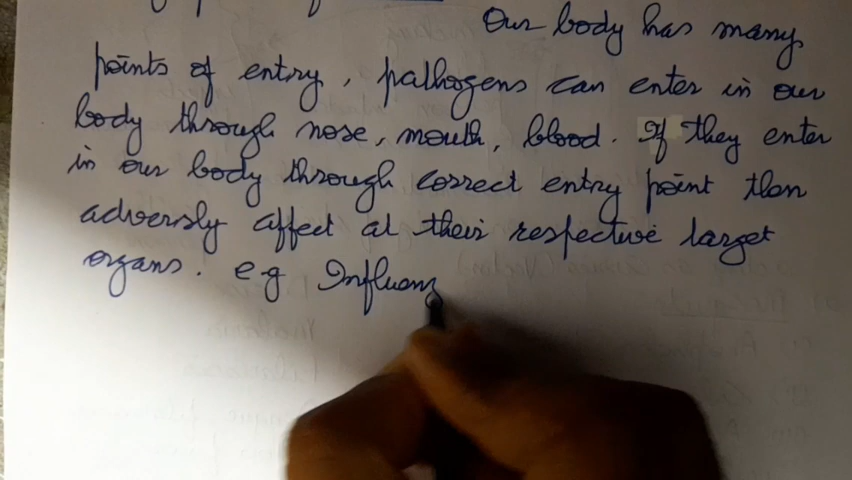 Our body has many
points of entry, pathogens can enter in our
body through nose, mouth, blood. If they enter
in our body through correct entry point then
adversly affect at their respective target
organs. e.g Influenz